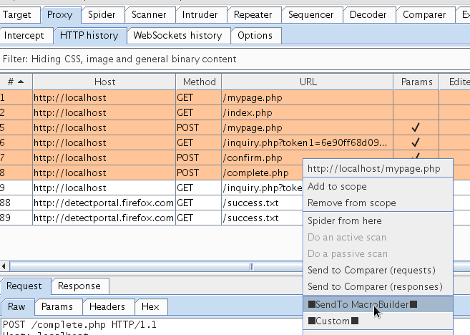 Target Proxy Spider Scanner Intruder Repeater Sequencer Decoder Comparer
Intercept HTTP history WebSockets history Options
Filter: Hiding CSS, image and general binary content
# Host Method URL Params Edite
1 http://localhost GET /mypage.php
2 http://localhost GET /index.php
5 http://localhost POST /mypage.php ✓
6 http://localhost GET /inquiry.php?token1=6e90ff68d09... ✓
7 http://localhost POST /confirm.php ✓
8 http://localhost POST /complete.php
9 http://localhost GET /inquiry.php?toke
88 http://detectportal.firefox.com GET /success.txt
89 http://detectportal.firefox.com GET /success.txt
http://localhost/mypage.php
Add to scope
Remove from scope
Spider from here
Do an active scan
Do a passive scan
Send to Comparer (requests)
Send to Comparer (responses)
■SendTo MacroBuilder■
■Custom■
Request Response
Raw Params Headers Hex
POST /complete.php HTTP/1.1